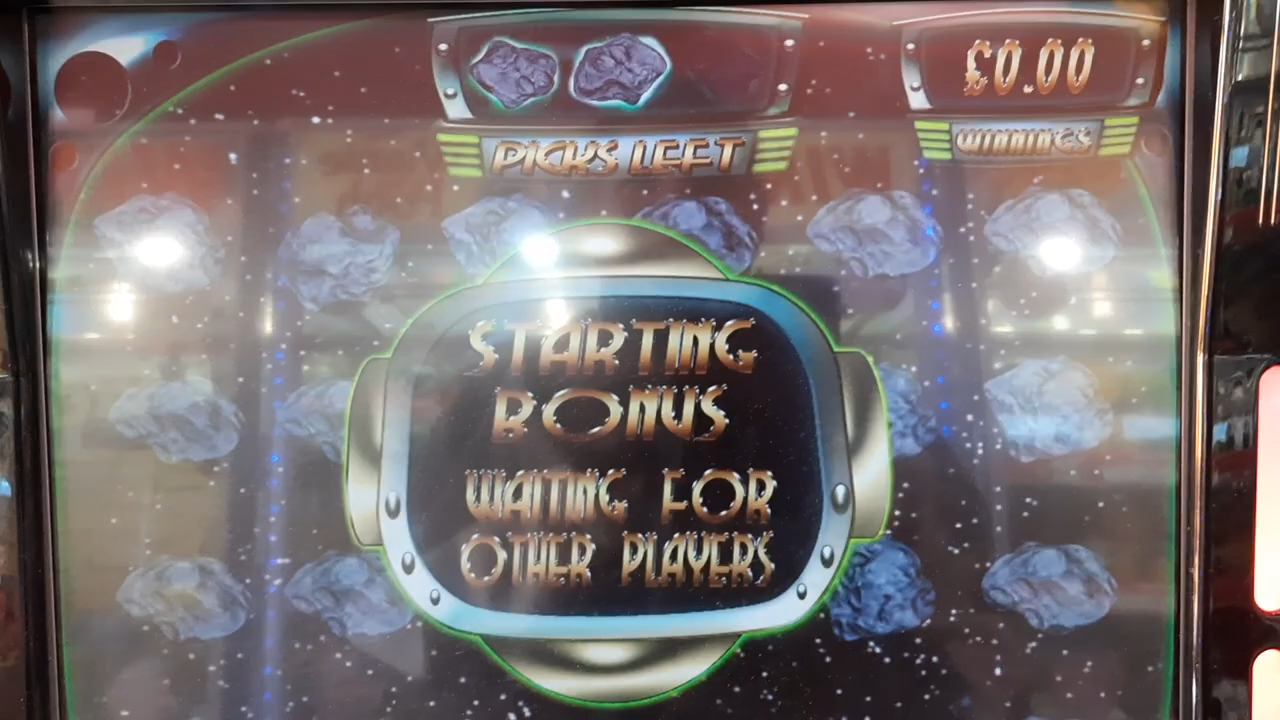 £0.00
PICKS LEFT
WINNINGS
STARTING
BONUS
WAITING FOR
OTHER PLAYERS